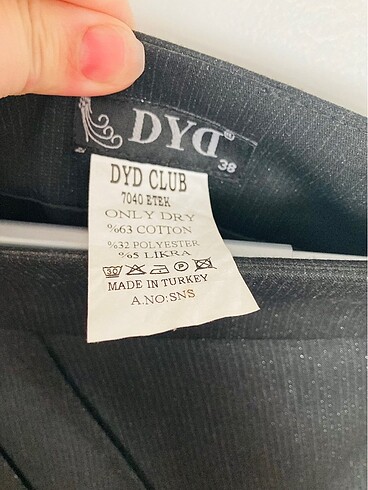 DYD®
38
DYD CLUB
7040 ETEK
ONLY DRY
%63 COTTON
%32 POLYESTER
%5 LIKRA
30 P
MADE IN TURKEY
A.NO:SNS